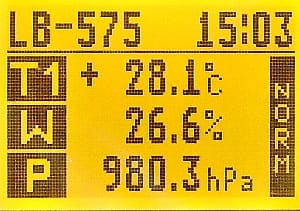 LB-575 15:03
T1 + 28.1°C
W 26.6%
P 980.3hPa
NORM